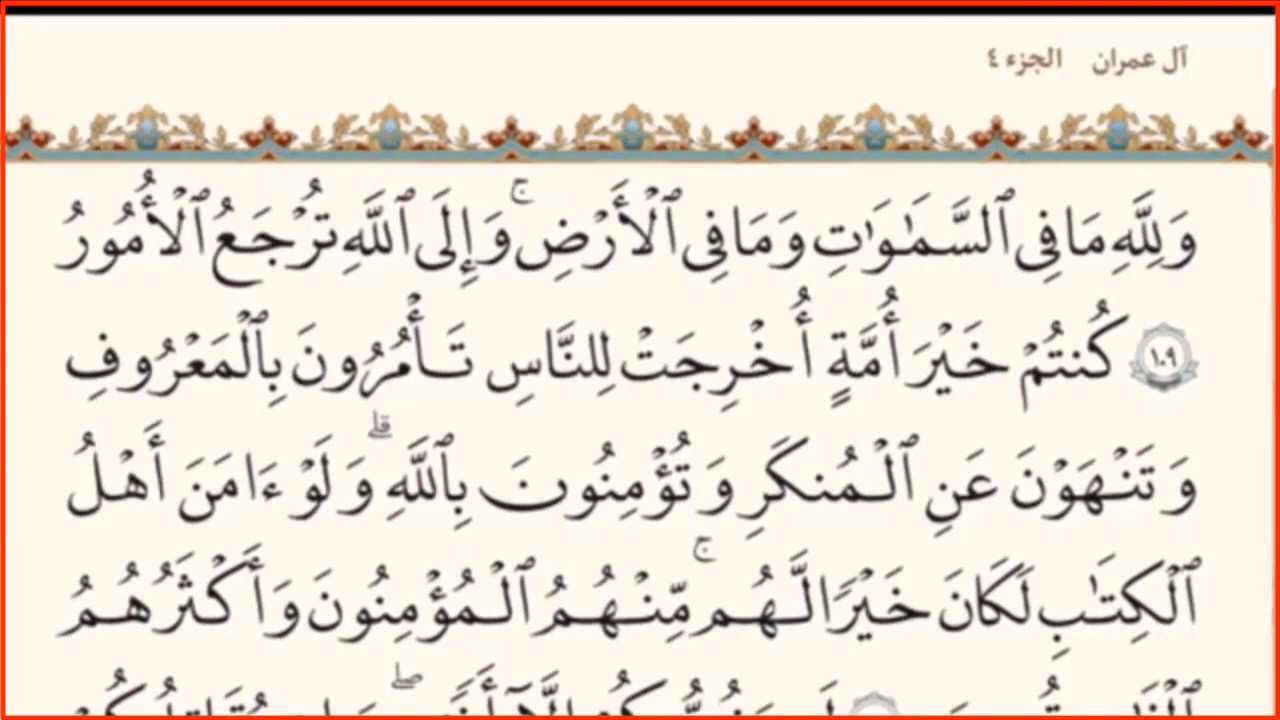 آل عمران الجزء ٤
وَلِلَّهِ مَا فِى ٱلسَّمَٰوَٰتِ وَمَا فِى ٱلْأَرْضِ ۚ وَإِلَى ٱللَّهِ تُرْجَعُ ٱلْأُمُورُ
١٠٩ كُنتُمْ خَيْرَ أُمَّةٍ أُخْرِجَتْ لِلنَّاسِ تَأْمُرُونَ بِٱلْمَعْرُوفِ
وَتَنْهَوْنَ عَنِ ٱلْمُنكَرِ وَتُؤْمِنُونَ بِٱللَّهِ ۗ وَلَوْ ءَامَنَ أَهْلُ
ٱلْكِتَٰبِ لَكَانَ خَيْرًا لَّهُم ۚ مِّنْهُمُ ٱلْمُؤْمِنُونَ وَأَكْثَرُهُمُ